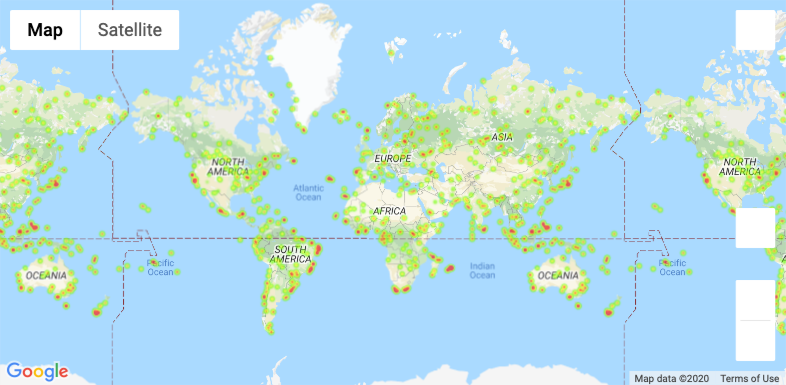 Map
Satellite
ASIA
EUROPE
NORTH
AMERICA
NORTH
AMERICA
Atlantic
Ocean
AFRICA
SOUTH
AMERICA
OCEANIA
Pacific
Ocean
Indian
Ocean
OCEANIA
Pacific
Ocean
Google
Map data ©2020
Terms of Use